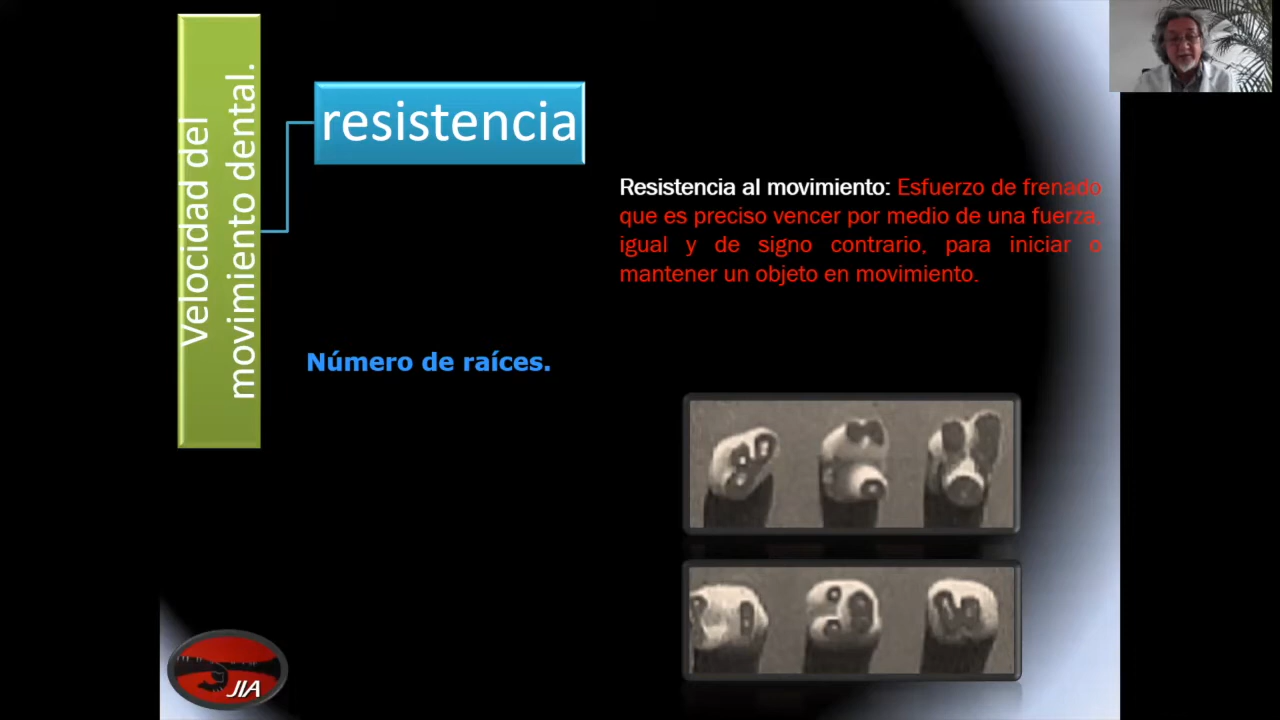 Velocidad del
movimiento dental.
resistencia
Resistencia al movimiento: Esfuerzo de frenado
que es preciso vencer por medio de una fuerza,
igual y de signo contrario, para iniciar o
mantener un objeto en movimiento.
Número de raíces.
JIA